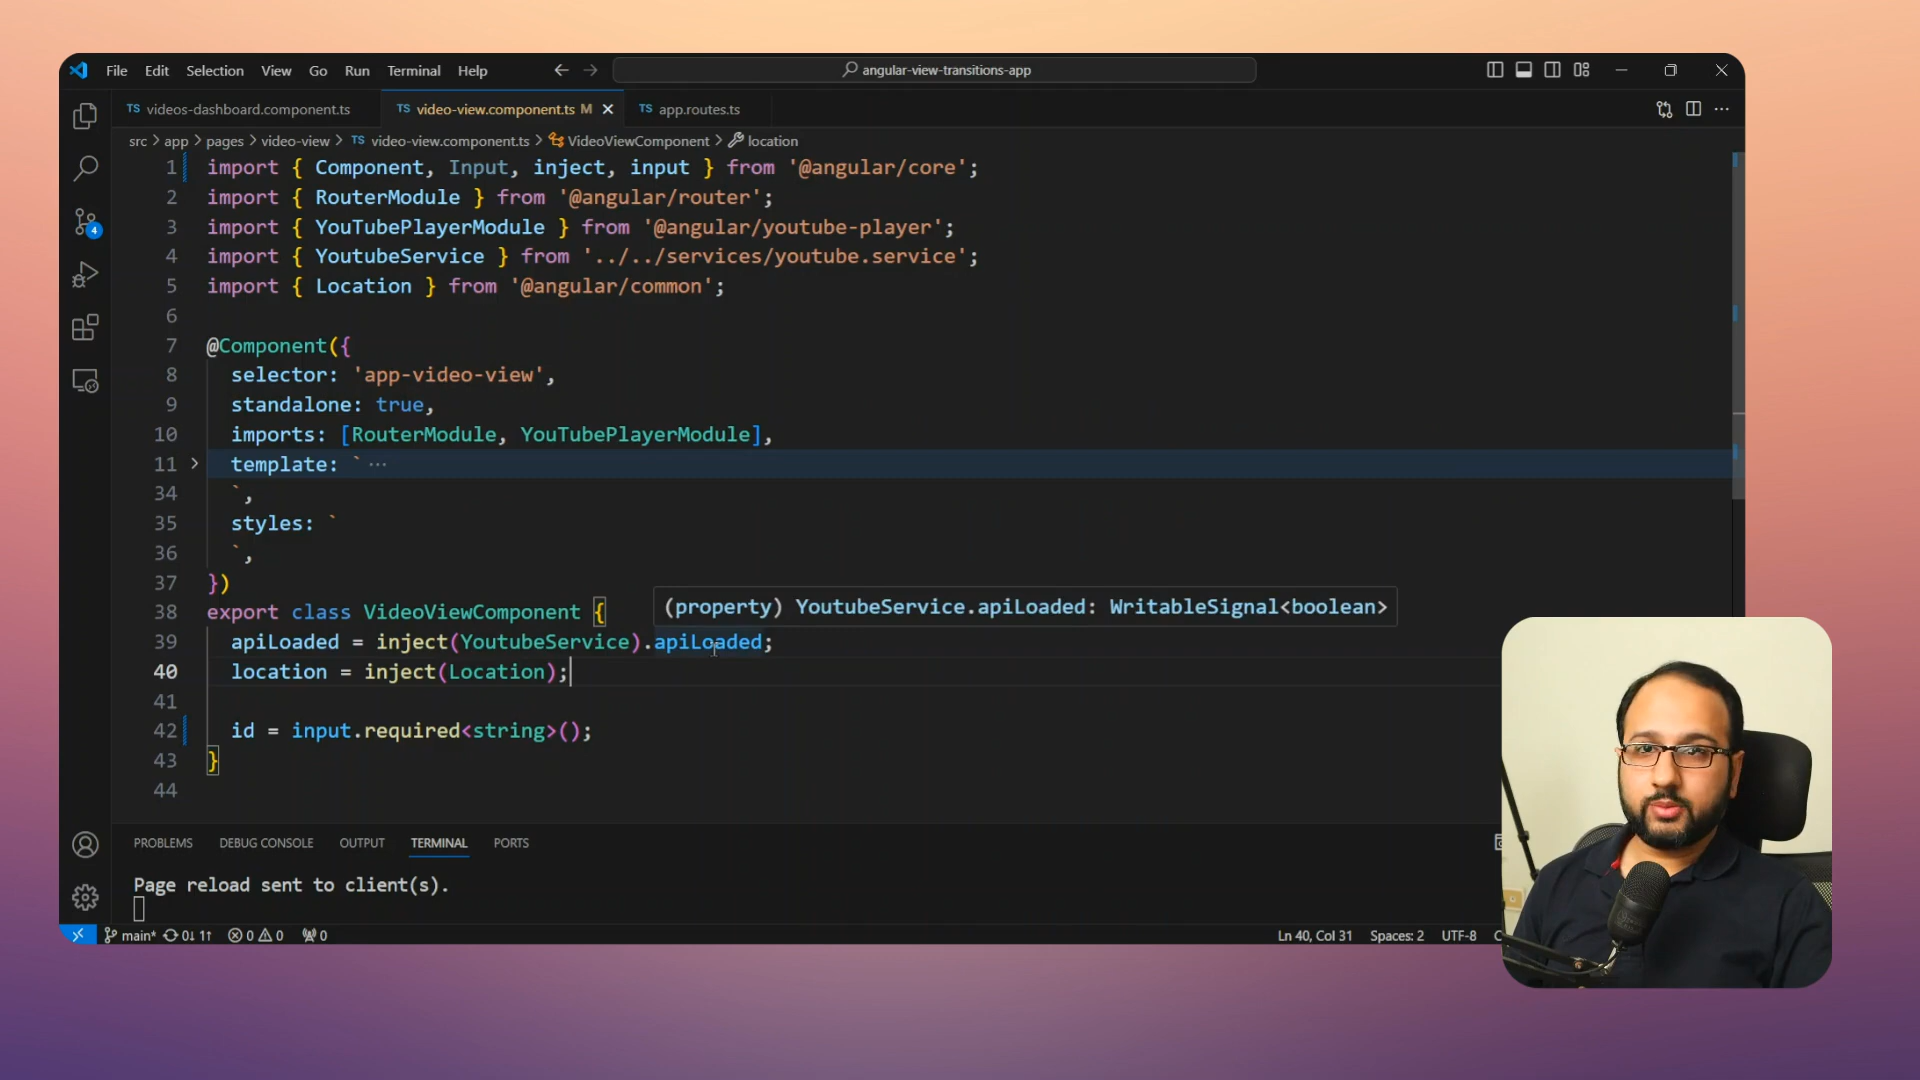 File Edit Selection View Go Run Terminal Help
angular-view-transitions-app
TS videos-dashboard.component.ts
TS video-view.component.ts M
TS app.routes.ts
src > app > pages > video-view > TS video-view.component.ts > VideoViewComponent > location
1 import { Component, Input, inject, input } from '@angular/core';
2 import { RouterModule } from '@angular/router';
3 import { YouTubePlayerModule } from '@angular/youtube-player';
4 import { YoutubeService } from '../../services/youtube.service';
5 import { Location } from '@angular/common';
6
7 @Component({
8 selector: 'app-video-view',
9 standalone: true,
10 imports: [RouterModule, YouTubePlayerModule],
11 template: ` ···
34 `,
35 styles: `
36 `,
37 })
38 export class VideoViewComponent {
(property) YoutubeService.apiLoaded: WritableSignal<boolean>
39 apiLoaded = inject(YoutubeService).apiLoaded;
40 location = inject(Location);
41
42 id = input.required<string>();
43 }
44
4
PROBLEMS DEBUG CONSOLE OUTPUT TERMINAL PORTS
Page reload sent to client(s).
main* 0↓ 1↑ 0 0 0 Ln 40, Col 31 Spaces: 2 UTF-8